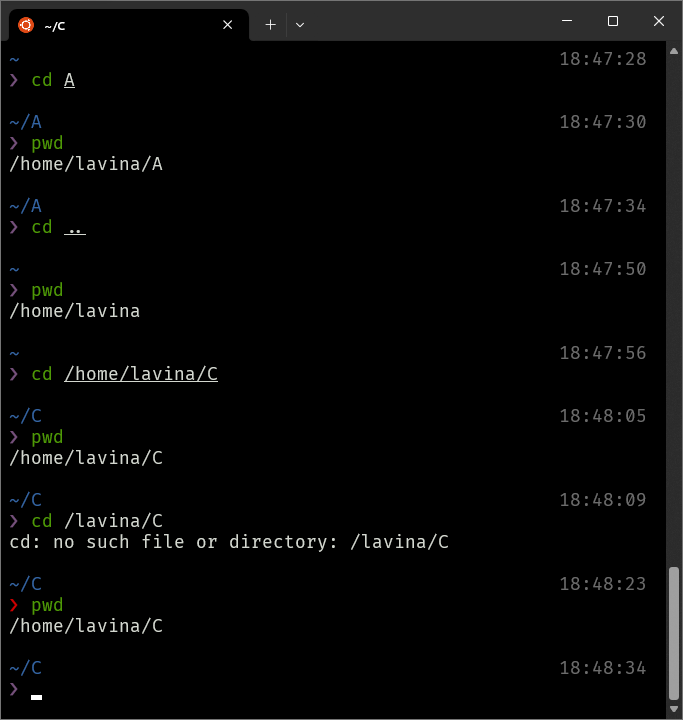 ~/C
~ 18:47:28
❯ cd A
~/A 18:47:30
❯ pwd
/home/lavina/A
~/A 18:47:34
❯ cd ..
~ 18:47:50
❯ pwd
/home/lavina
~ 18:47:56
❯ cd /home/lavina/C
~/C 18:48:05
❯ pwd
/home/lavina/C
~/C 18:48:09
❯ cd /lavina/C
cd: no such file or directory: /lavina/C
~/C 18:48:23
❯ pwd
/home/lavina/C
~/C 18:48:34
❯